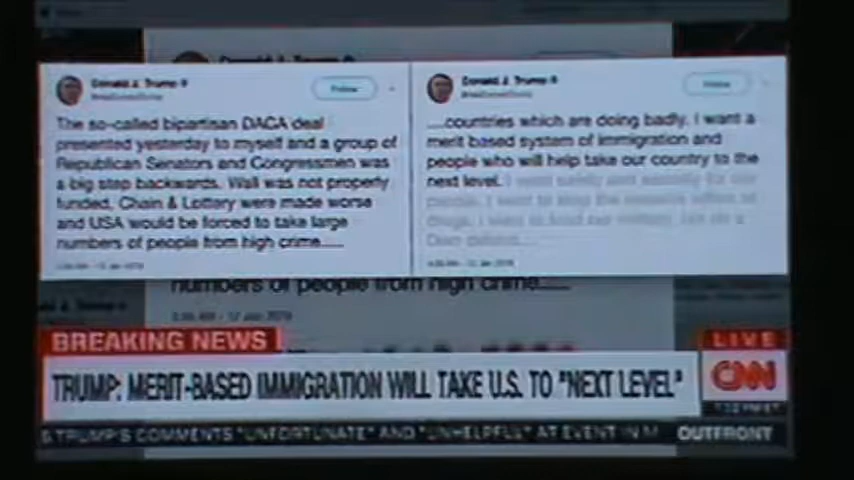 Donald J. Trump
Follow
The so-called bipartisan DACA deal
presented yesterday to myself and a group of
Republican Senators and Congressmen was
a big step backwards. Wall was not properly
funded, Chain & Lottery were made worse
and USA would be forced to take large
numbers of people from high crime.....
Donald J. Trump
Follow
....countries which are doing badly. I want a
merit based system of immigration and
people who will help take our country to the
next level.
numbers of people from high crime.....
BREAKING NEWS
LIVE
TRUMP: MERIT-BASED IMMIGRATION WILL TAKE U.S. TO "NEXT LEVEL"
CNN
TRUMP'S COMMENTS "UNFORTUNATE" AND "UNHELPFUL" AT EVENT IN
OUTFRONT